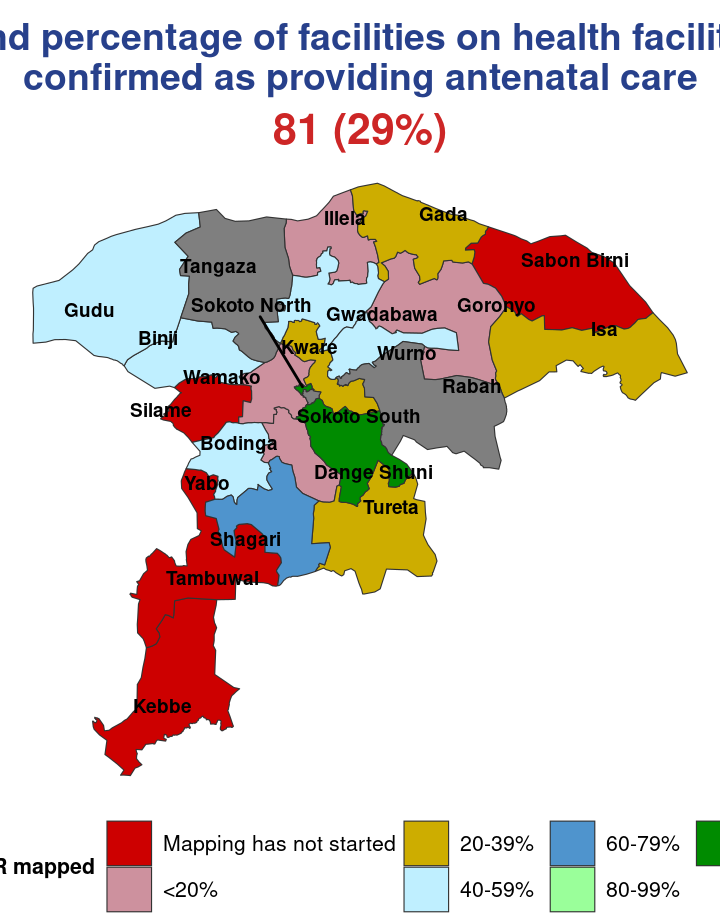 nd percentage of facilities on health facilit
confirmed as providing antenatal care
81 (29%)
Illela
Gada
Sabon Birni
Tangaza
Sokoto North
Gudu
Gwadabawa
Goronyo
Isa
Binji
Kware
Wurno
Wamako
Rabah
Silame
Sokoto South
Bodinga
Dange Shuni
Yabo
Tureta
Shagari
Tambuwal
Kebbe
R mapped
Mapping has not started
<20%
20-39%
40-59%
60-79%
80-99%